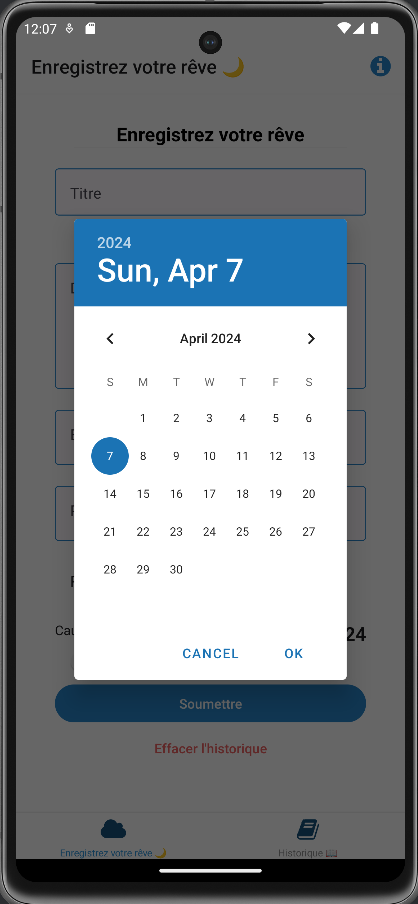 12:07
Enregistrez votre rêve 🌙
Enregistrez votre rêve
Titre
2024
Sun, Apr 7
April 2024
S M T W T F S
1 2 3 4 5 6
7 8 9 10 11 12 13
14 15 16 17 18 19 20
21 22 23 24 25 26 27
28 29 30
24
CANCEL OK
Soumettre
Effacer l'historique
Enregistrez votre rêve 🌙 Historique 📖